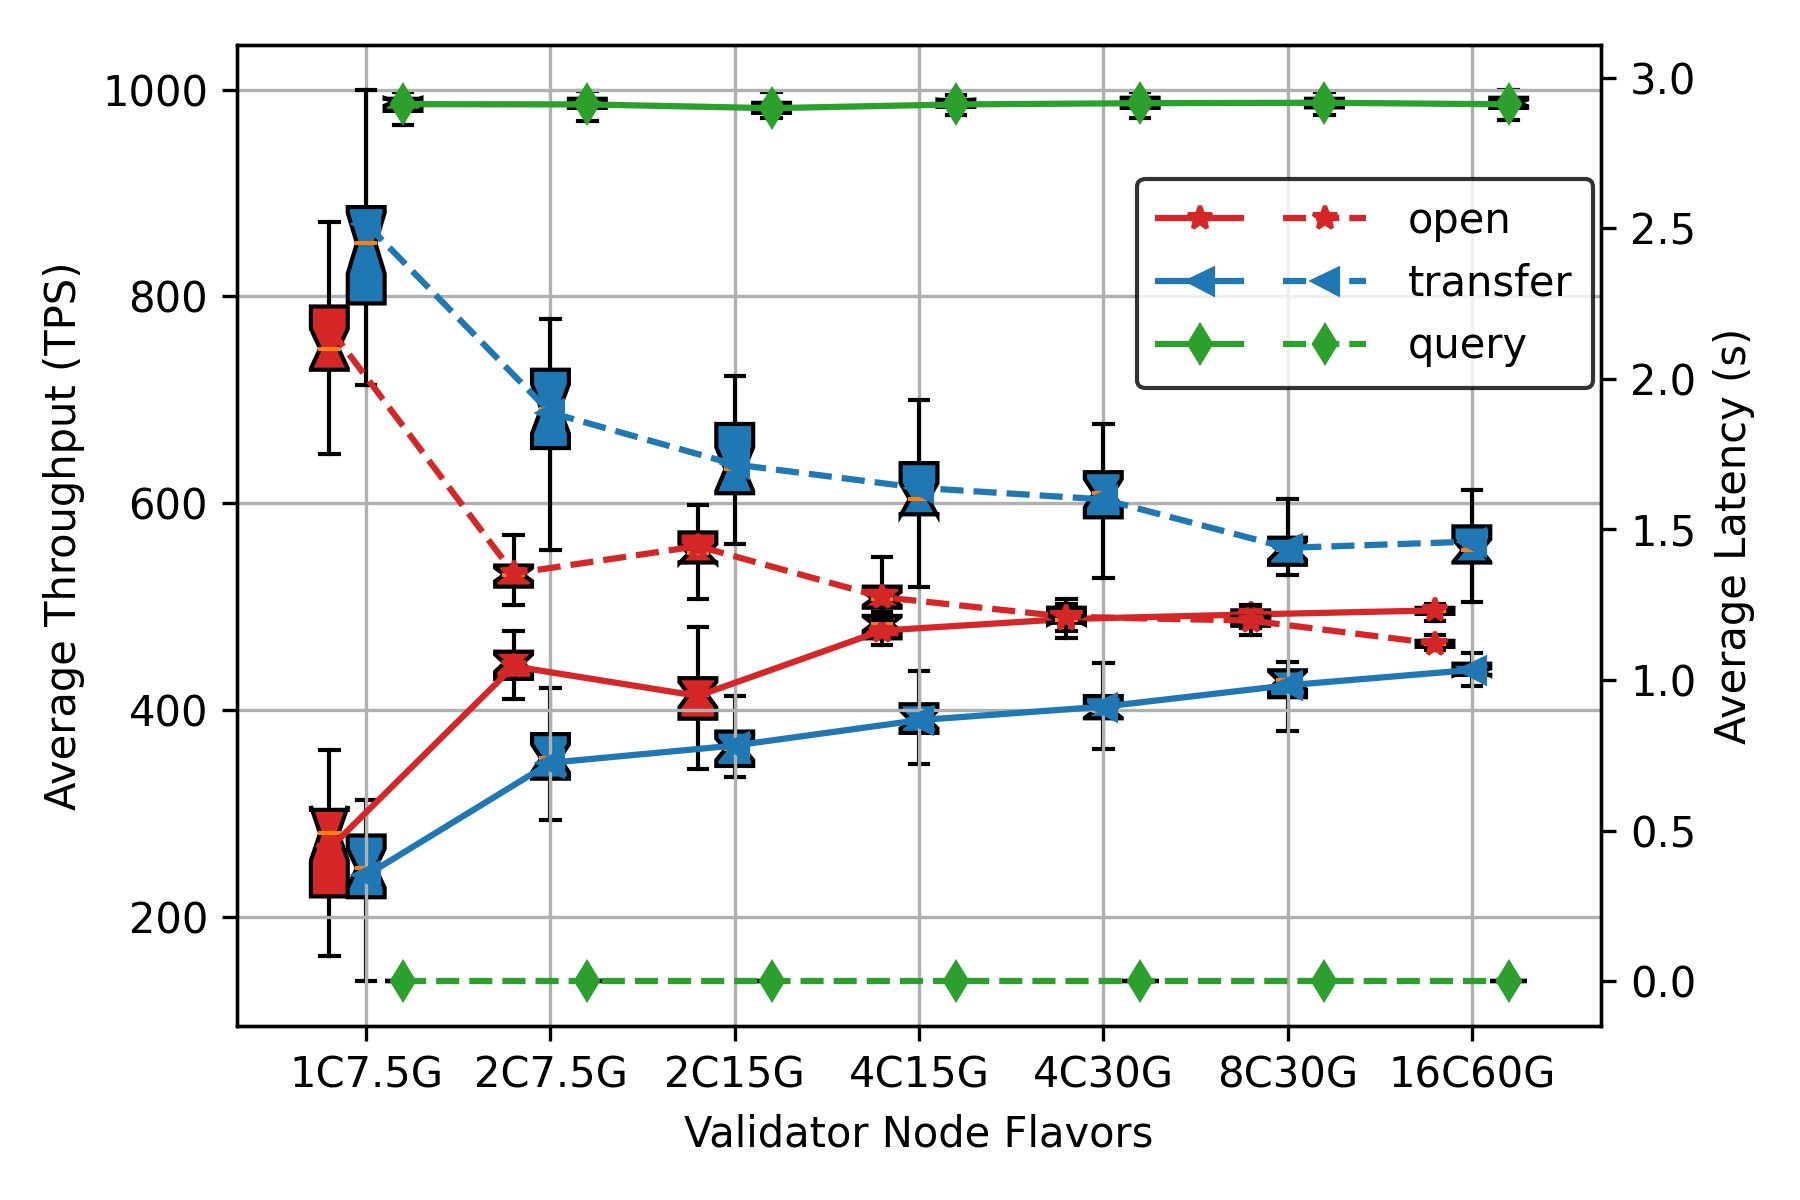 1000
800
600
400
200
Average Throughput (TPS)
3.0
2.5
2.0
1.5
1.0
0.5
0.0
Average Latency (s)
open
transfer
query
1C7.5G 2C7.5G 2C15G 4C15G 4C30G 8C30G 16C60G
Validator Node Flavors